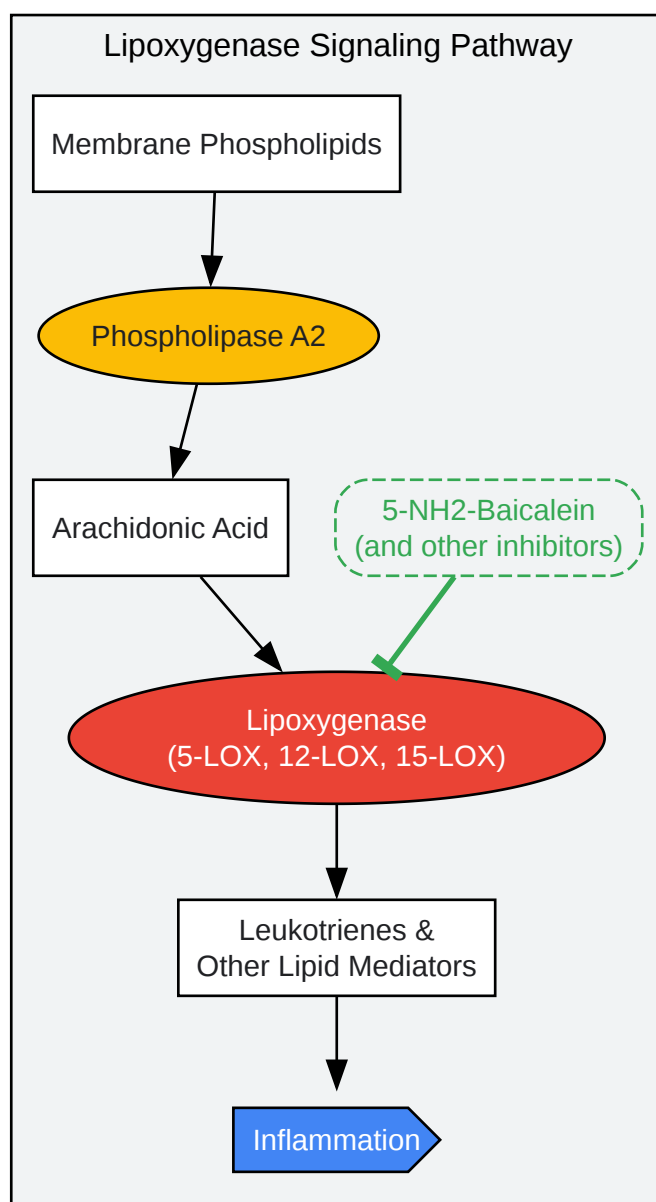 Lipoxygenase Signaling Pathway
Membrane Phospholipids
Phospholipase A2
Arachidonic Acid
5-NH2-Baicalein
(and other inhibitors)
Lipoxygenase
(5-LOX, 12-LOX, 15-LOX)
Leukotrienes &
Other Lipid Mediators
Inflammation